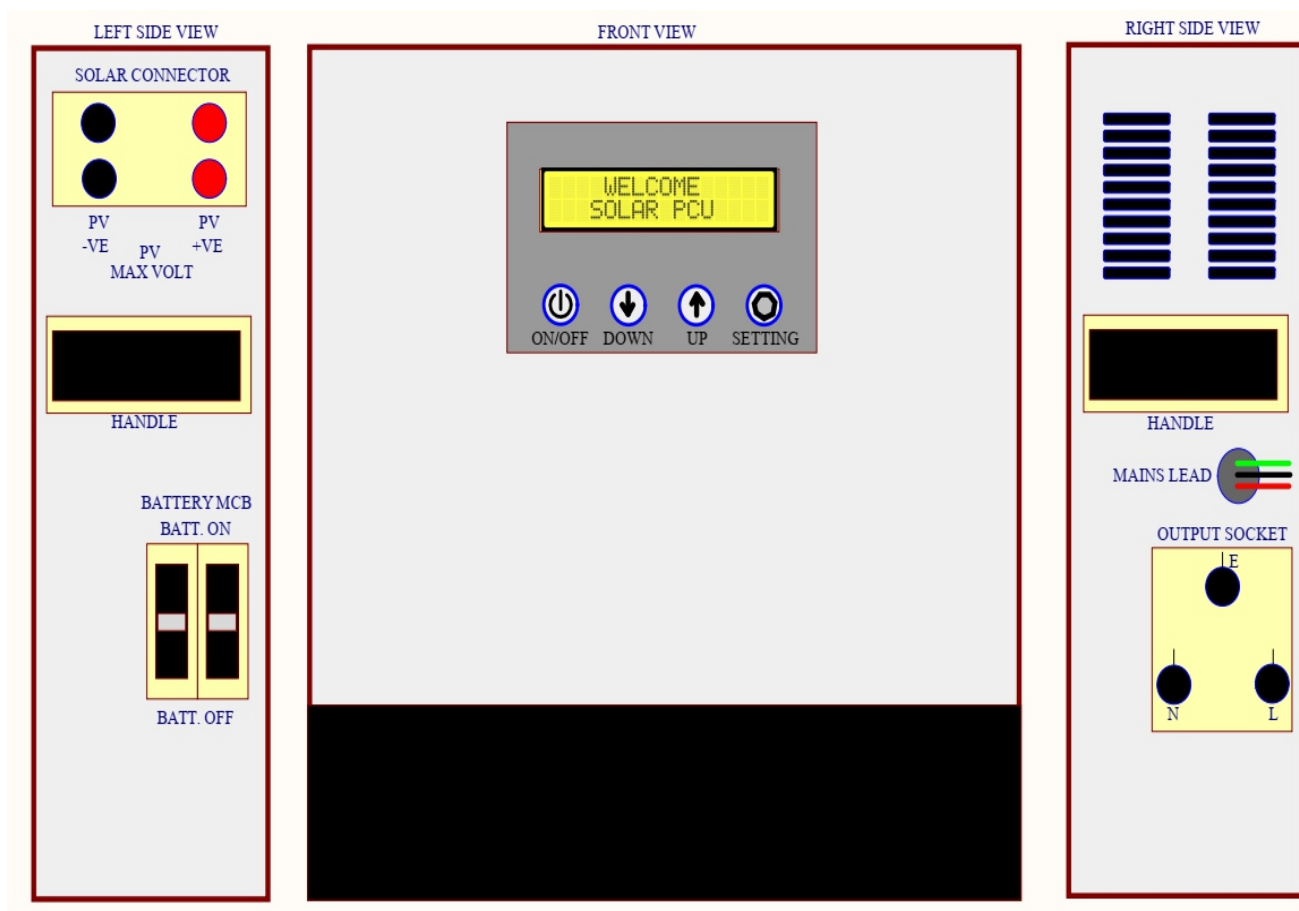 LEFT SIDE VIEW
SOLAR CONNECTOR
PV PV
-VE +VE
PV
MAX VOLT
HANDLE
BATTERY MCB
BATT. ON
BATT. OFF
FRONT VIEW
WELCOME
SOLAR PCU
ON/OFF DOWN UP SETTING
RIGHT SIDE VIEW
HANDLE
MAINS LEAD
OUTPUT SOCKET
E
N L